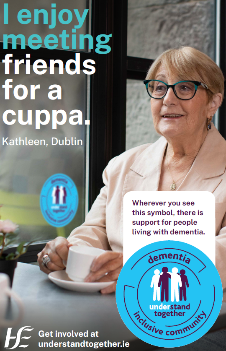 I enjoy
meeting
friends
for a
cuppa.
Kathleen, Dublin
Wherever you see
this symbol, there is
support for people
living with dementia.
dementia
understand
together
inclusive community
Get involved at
understandtogether.ie